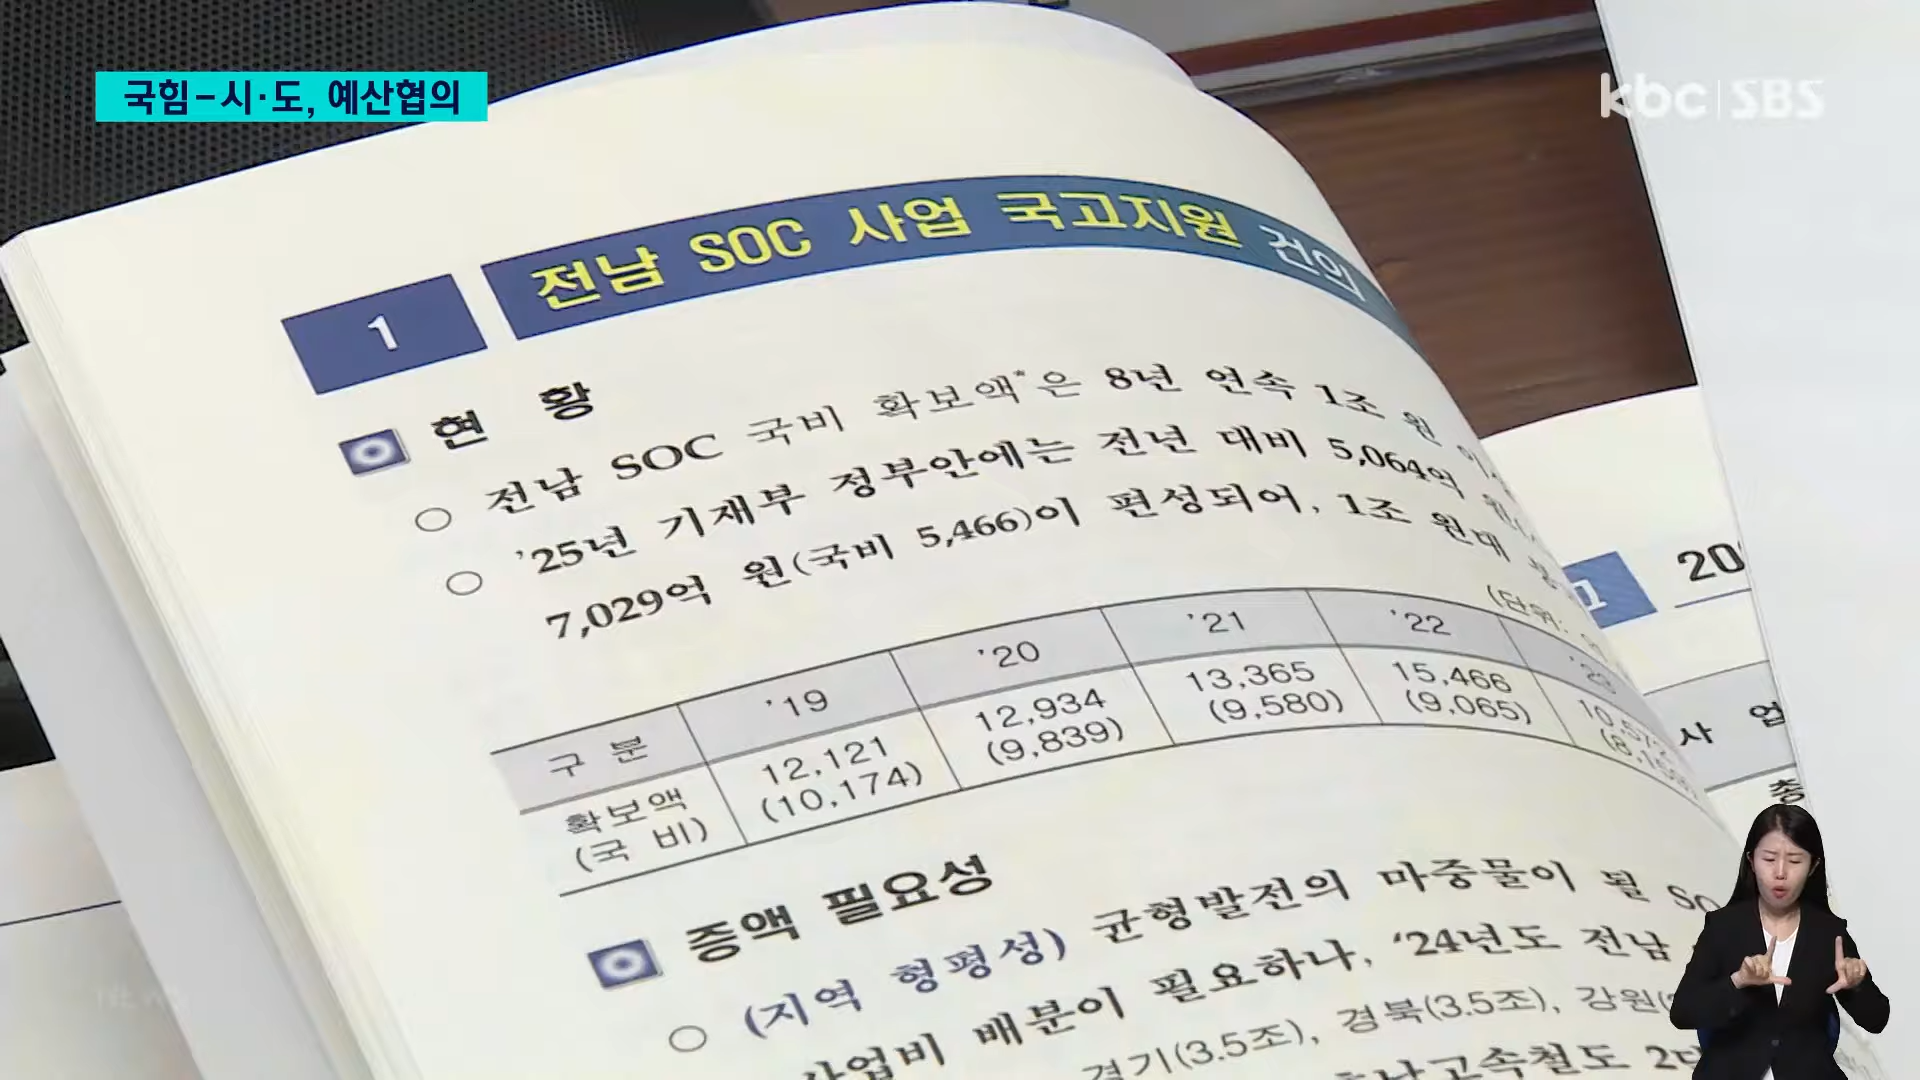 국힘-시·도, 예산협의
kbc SBS
1 전남 SOC 사업 국고지원 건의
현 황
○ 전남 SOC 국비 확보액*은 8년 연속 1조 원
○ '25년 기재부 정부안에는 전년 대비 5,064억
7,029억 원(국비 5,466)이 편성되어, 1조 원대
(단위:
구 분 '19 '20 '21 '22 '23
확보액 12,121 12,934 13,365 15,466
(국 비) (10,174) (9,839) (9,580) (9,065)
증액 필요성
○ (지역 형평성) 균형발전의 마중물이 될
사업비 배분이 필요하나, '24년도 전남
경기(3.5조), 경북(3.5조), 강원
2
사 업
총